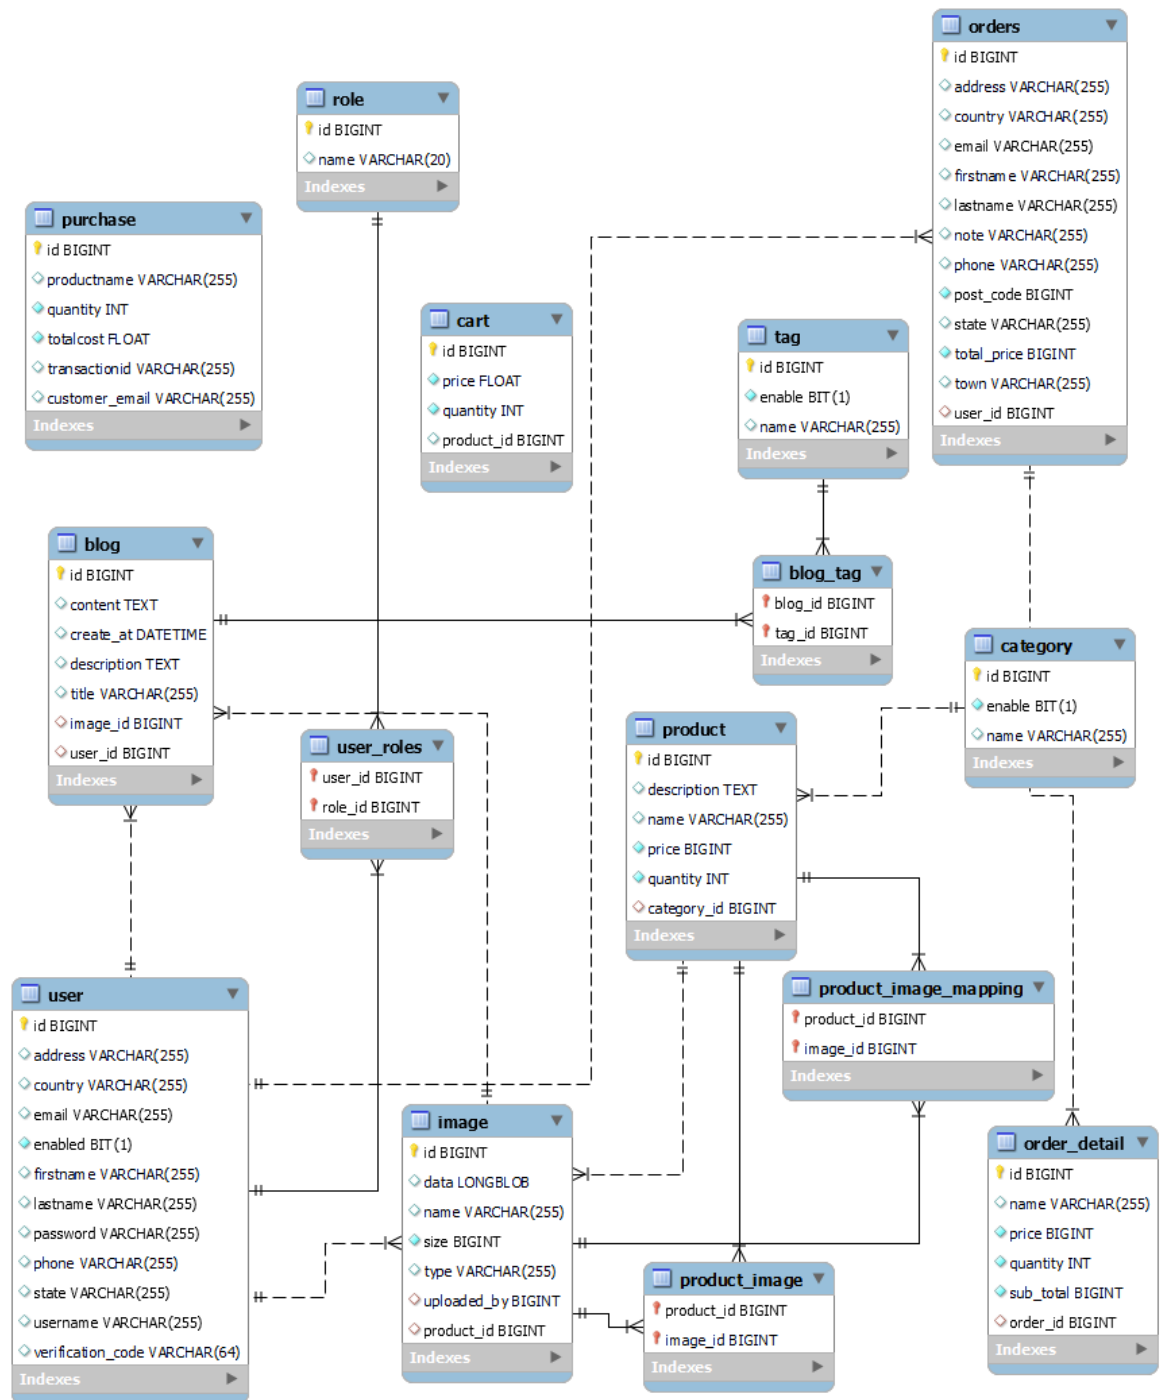 orders
id BIGINT
address VARCHAR(255)
country VARCHAR(255)
email VARCHAR(255)
firstname VARCHAR(255)
lastname VARCHAR(255)
note VARCHAR(255)
phone VARCHAR(255)
post_code BIGINT
state VARCHAR(255)
total_price BIGINT
town VARCHAR(255)
user_id BIGINT
Indexes
role
id BIGINT
name VARCHAR(20)
Indexes
purchase
id BIGINT
productname VARCHAR(255)
quantity INT
totalcost FLOAT
transactionid VARCHAR(255)
customer_email VARCHAR(255)
Indexes
cart
id BIGINT
price FLOAT
quantity INT
product_id BIGINT
Indexes
tag
id BIGINT
enable BIT(1)
name VARCHAR(255)
Indexes
blog
id BIGINT
content TEXT
create_at DATETIME
description TEXT
title VARCHAR(255)
image_id BIGINT
user_id BIGINT
Indexes
blog_tag
blog_id BIGINT
tag_id BIGINT
Indexes
category
id BIGINT
enable BIT(1)
name VARCHAR(255)
Indexes
user_roles
user_id BIGINT
role_id BIGINT
Indexes
product
id BIGINT
description TEXT
name VARCHAR(255)
price BIGINT
quantity INT
category_id BIGINT
Indexes
product_image_mapping
product_id BIGINT
image_id BIGINT
Indexes
user
id BIGINT
address VARCHAR(255)
country VARCHAR(255)
email VARCHAR(255)
enabled BIT(1)
firstname VARCHAR(255)
lastname VARCHAR(255)
password VARCHAR(255)
phone VARCHAR(255)
state VARCHAR(255)
username VARCHAR(255)
verification_code VARCHAR(64)
Indexes
image
id BIGINT
data LONGBLOB
name VARCHAR(255)
size BIGINT
type VARCHAR(255)
uploaded_by BIGINT
product_id BIGINT
Indexes
product_image
product_id BIGINT
image_id BIGINT
Indexes
order_detail
id BIGINT
name VARCHAR(255)
price BIGINT
quantity INT
sub_total BIGINT
order_id BIGINT
Indexes